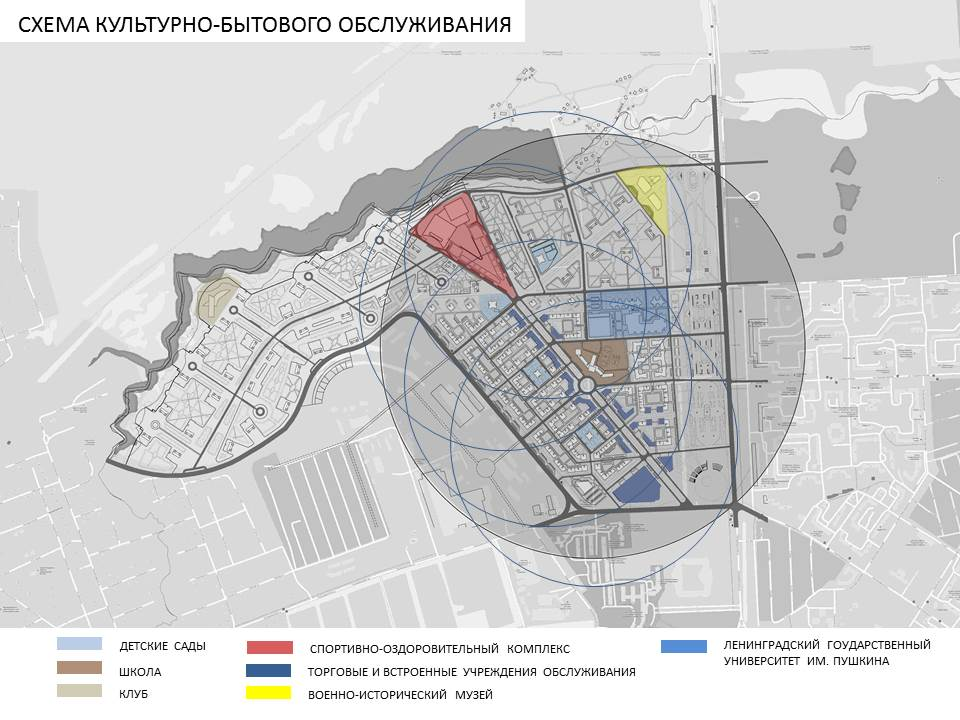 СХЕМА КУЛЬТУРНО-БЫТОВОГО ОБСЛУЖИВАНИЯ
ДЕТСКИЕ САДЫ
ШКОЛА
КЛУБ
СПОРТИВНО-ОЗДОРОВИТЕЛЬНЫЙ КОМПЛЕКС
ТОРГОВЫЕ И ВСТРОЕННЫЕ УЧРЕЖДЕНИЯ ОБСЛУЖИВАНИЯ
ВОЕННО-ИСТОРИЧЕСКИЙ МУЗЕЙ
ЛЕНИНГРАДСКИЙ ГОУДАРСТВЕННЫЙ
УНИВЕРСИТЕТ ИМ. ПУШКИНА